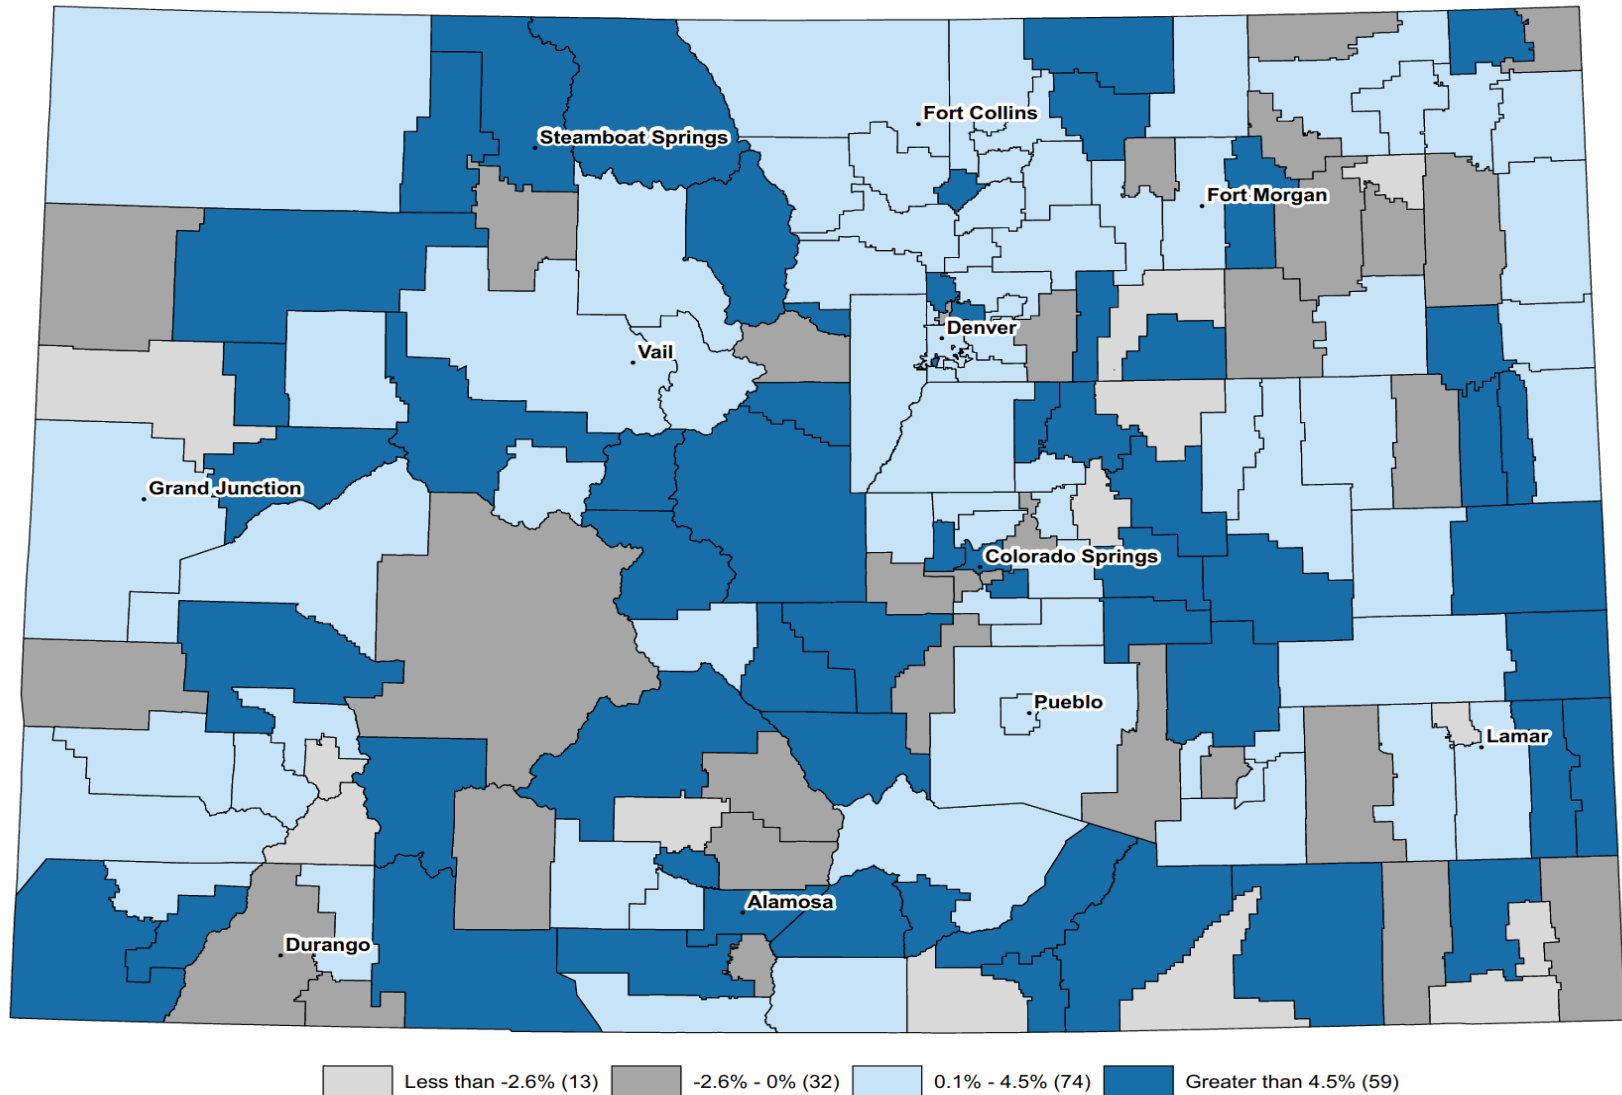 Fort Collins
Steamboat Springs
Fort Morgan
Denver
Vail
Grand Junction
Colorado Springs
Pueblo
Lamar
Alamosa
Durango
Less than -2.6% (13) -2.6% - 0% (32) 0.1% - 4.5% (74) Greater than 4.5% (59)